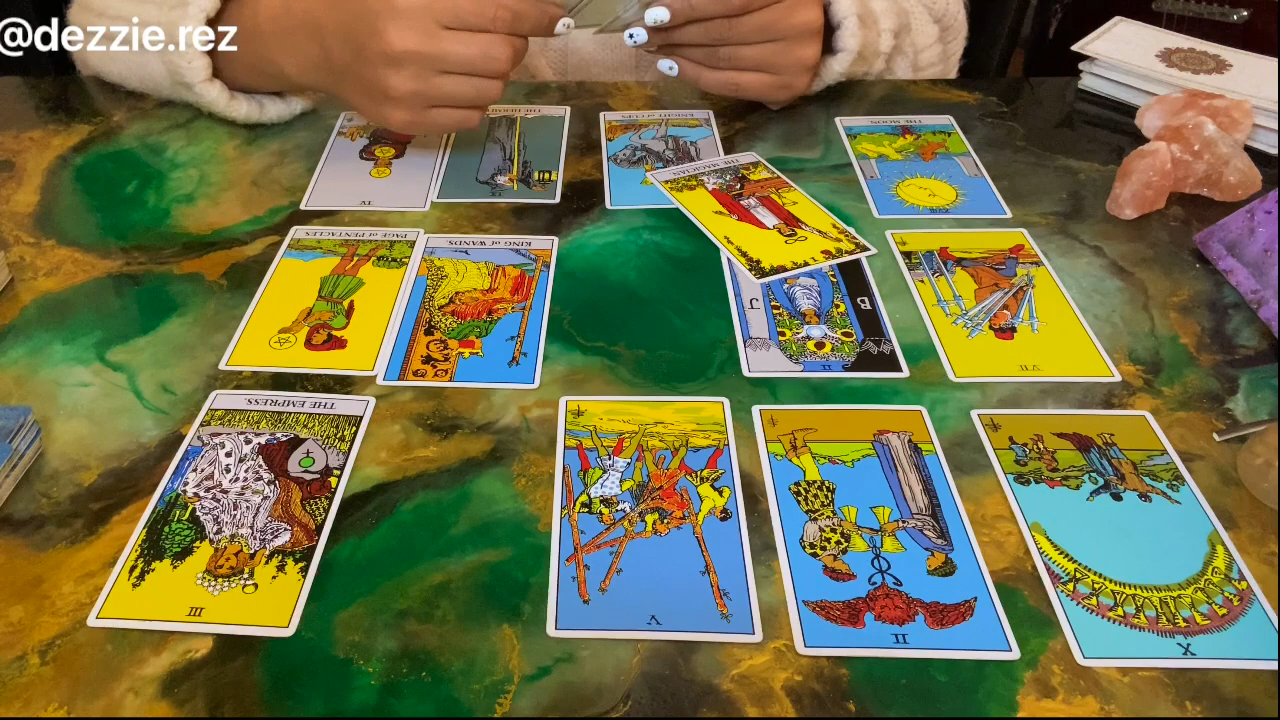 @dezzie.rez
THE HERMIT
IX
IV
KNIGHT of CUPS.
THE MAGICIAN.
THE MOON.
XVIII
PAGE of PENTACLES
KING of WANDS.
J
B
II
VII
THE EMPRESS.
III
V
II
X